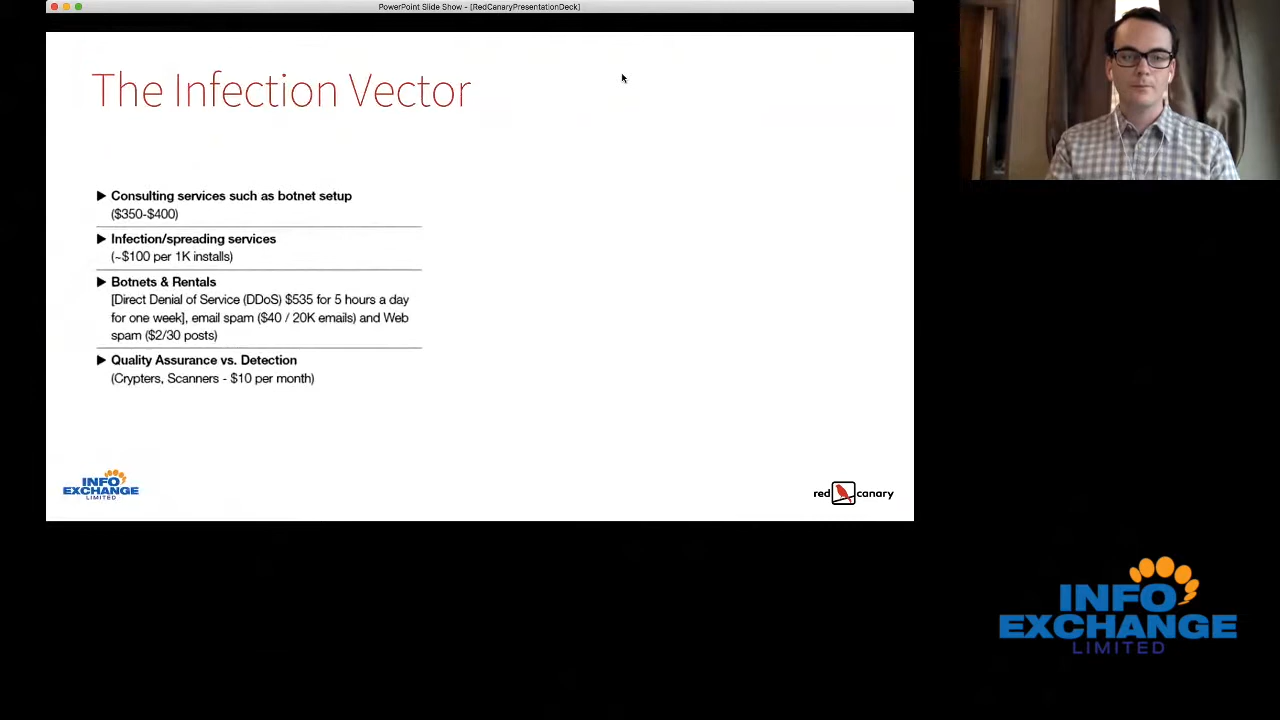 PowerPoint Slide Show - [RedCanaryPresentationDeck]
The Infection Vector
▶ Consulting services such as botnet setup
($350-$400)
▶ Infection/spreading services
(~$100 per 1K installs)
▶ Botnets & Rentals
[Direct Denial of Service (DDoS) $535 for 5 hours a day
for one week], email spam ($40 / 20K emails) and Web
spam ($2/30 posts)
▶ Quality Assurance vs. Detection
(Crypters, Scanners - $10 per month)
INFO
EXCHANGE
LIMITED
red canary
INFO
EXCHANGE
LIMITED